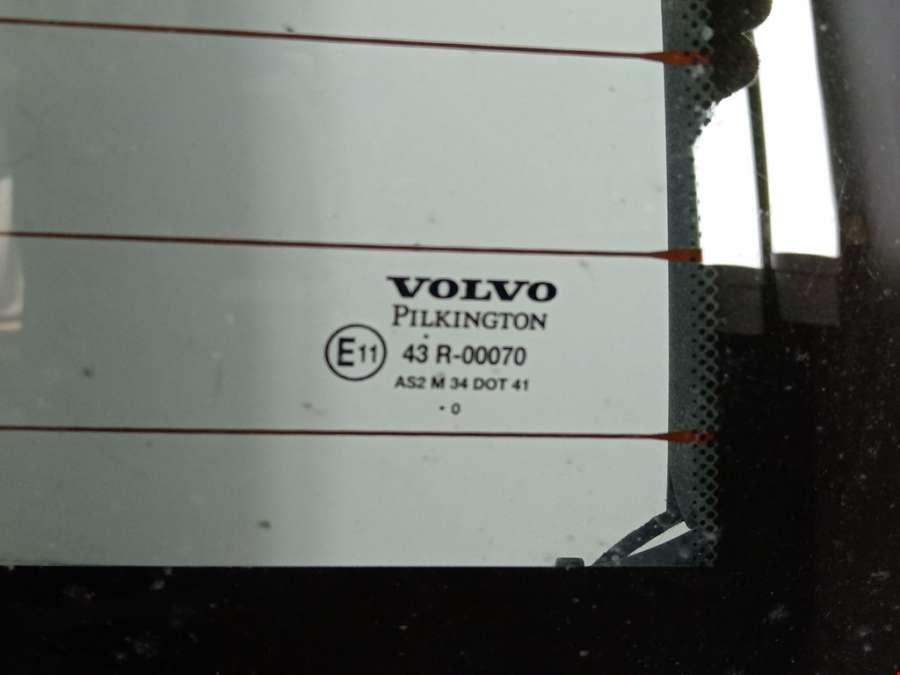 VOLVO
PILKINGTON
E11 43 R-00070
AS2 M 34 DOT 41
· 0